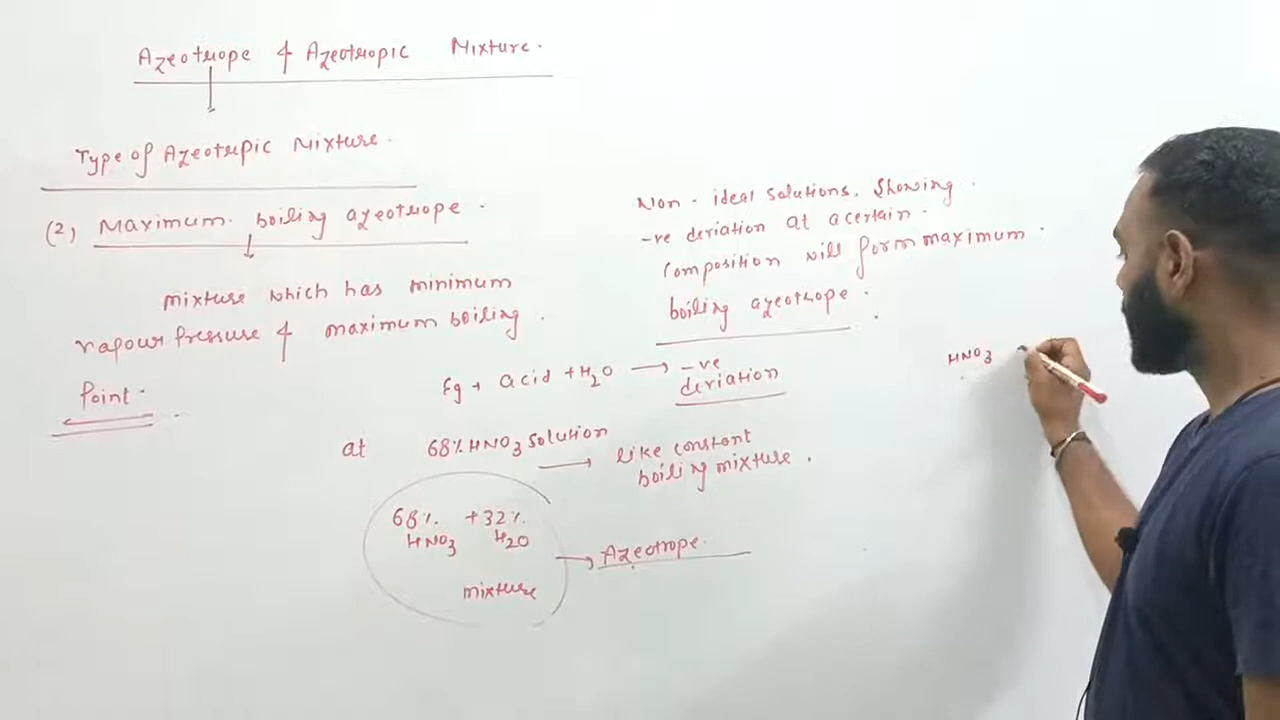 Azeotrope & Azeotropic Mixture.
Type of Azeotrpic Mixture.
(2), Maximum. boiling azeotrope.
mixture which has minimum
vapour Pressure & maximum boiling.
Point.
Non-ideal solutions, Showing.
-ve deviation at a certain.
Composition will form maximum.
boiling azeotrope.
Eg + acid + H2O → -ve
deviation
at 68% HNO3 solution → like constant
boiling mixture.
68% + 32%
HNO3 H2O
mixture
→ Azeotrope.
HNO3